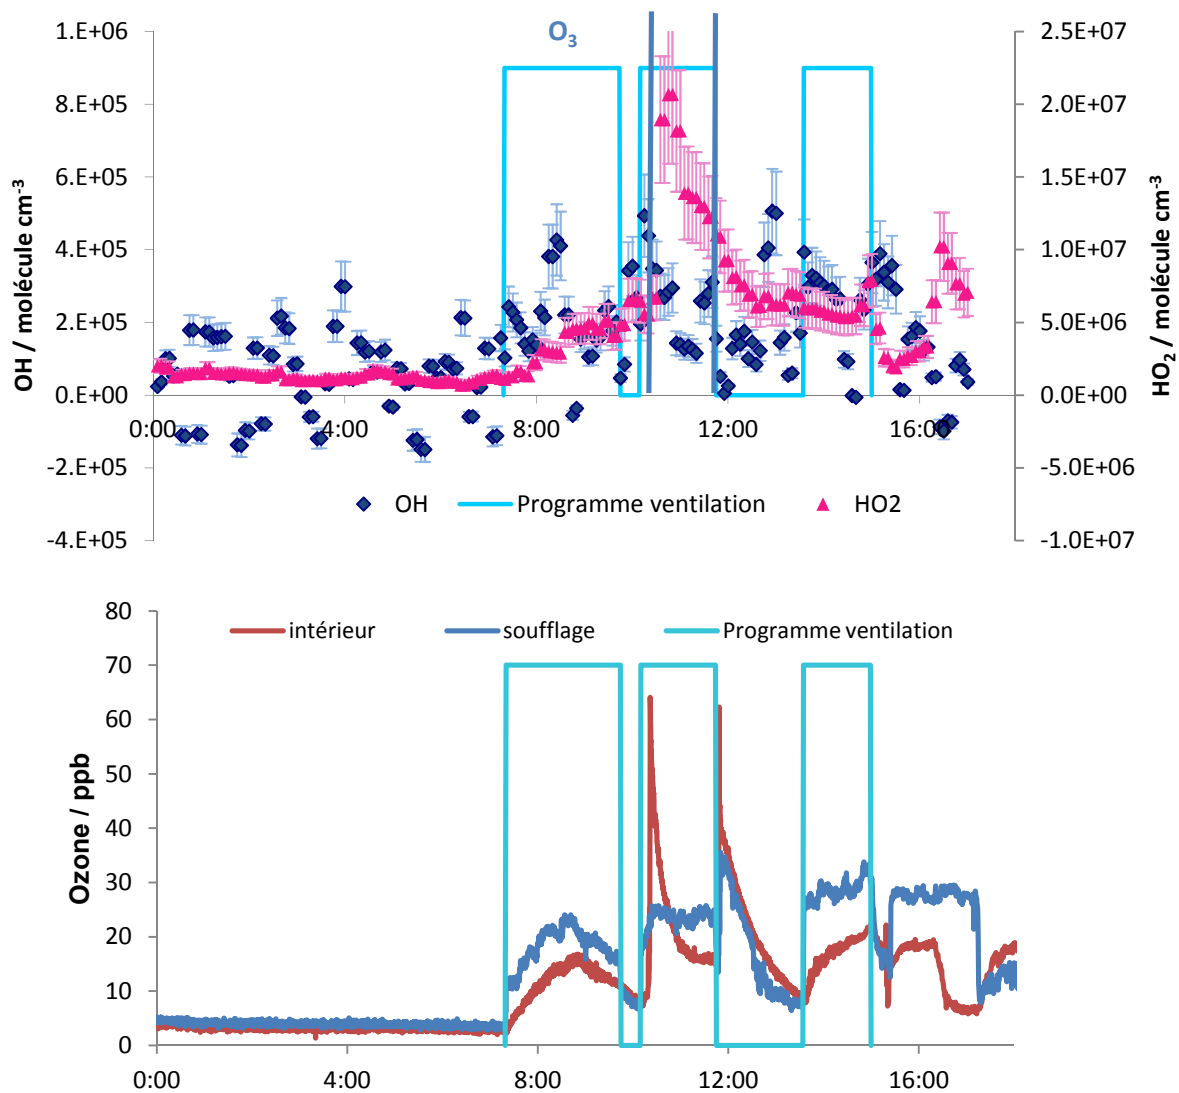 O3
1.E+06
8.E+05
6.E+05
4.E+05
2.E+05
0.E+00
-2.E+05
-4.E+05
OH / molécule cm-3
2.5E+07
2.0E+07
1.5E+07
1.0E+07
5.0E+06
0.0E+00
-5.0E+06
-1.0E+07
HO2 / molécule cm-3
0:00 4:00 8:00 12:00 16:00
OH Programme ventilation HO2
80
70
60
50
40
30
20
10
0
Ozone / ppb
intérieur soufflage Programme ventilation
0:00 4:00 8:00 12:00 16:00